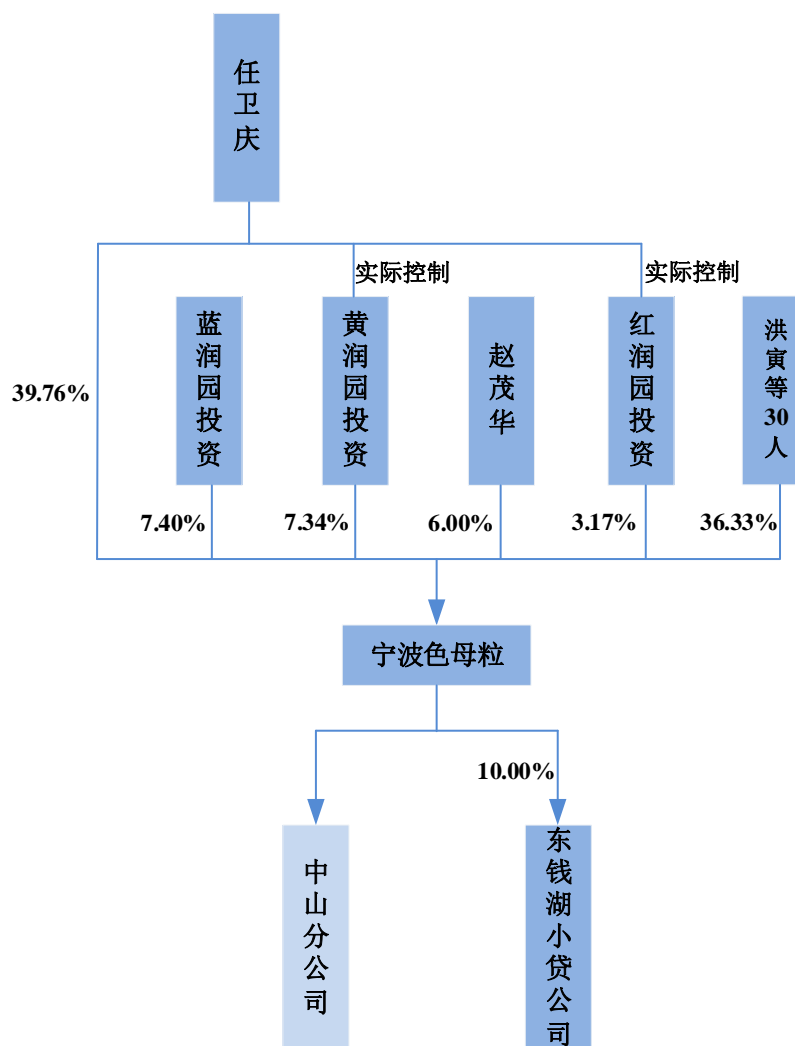 任卫庆
实际控制
实际控制
39.76%
蓝润园投资
黄润园投资
赵茂华
红润园投资
洪寅等30人
7.40%
7.34%
6.00%
3.17%
36.33%
宁波色母粒
10.00%
中山分公司
东钱湖小贷公司